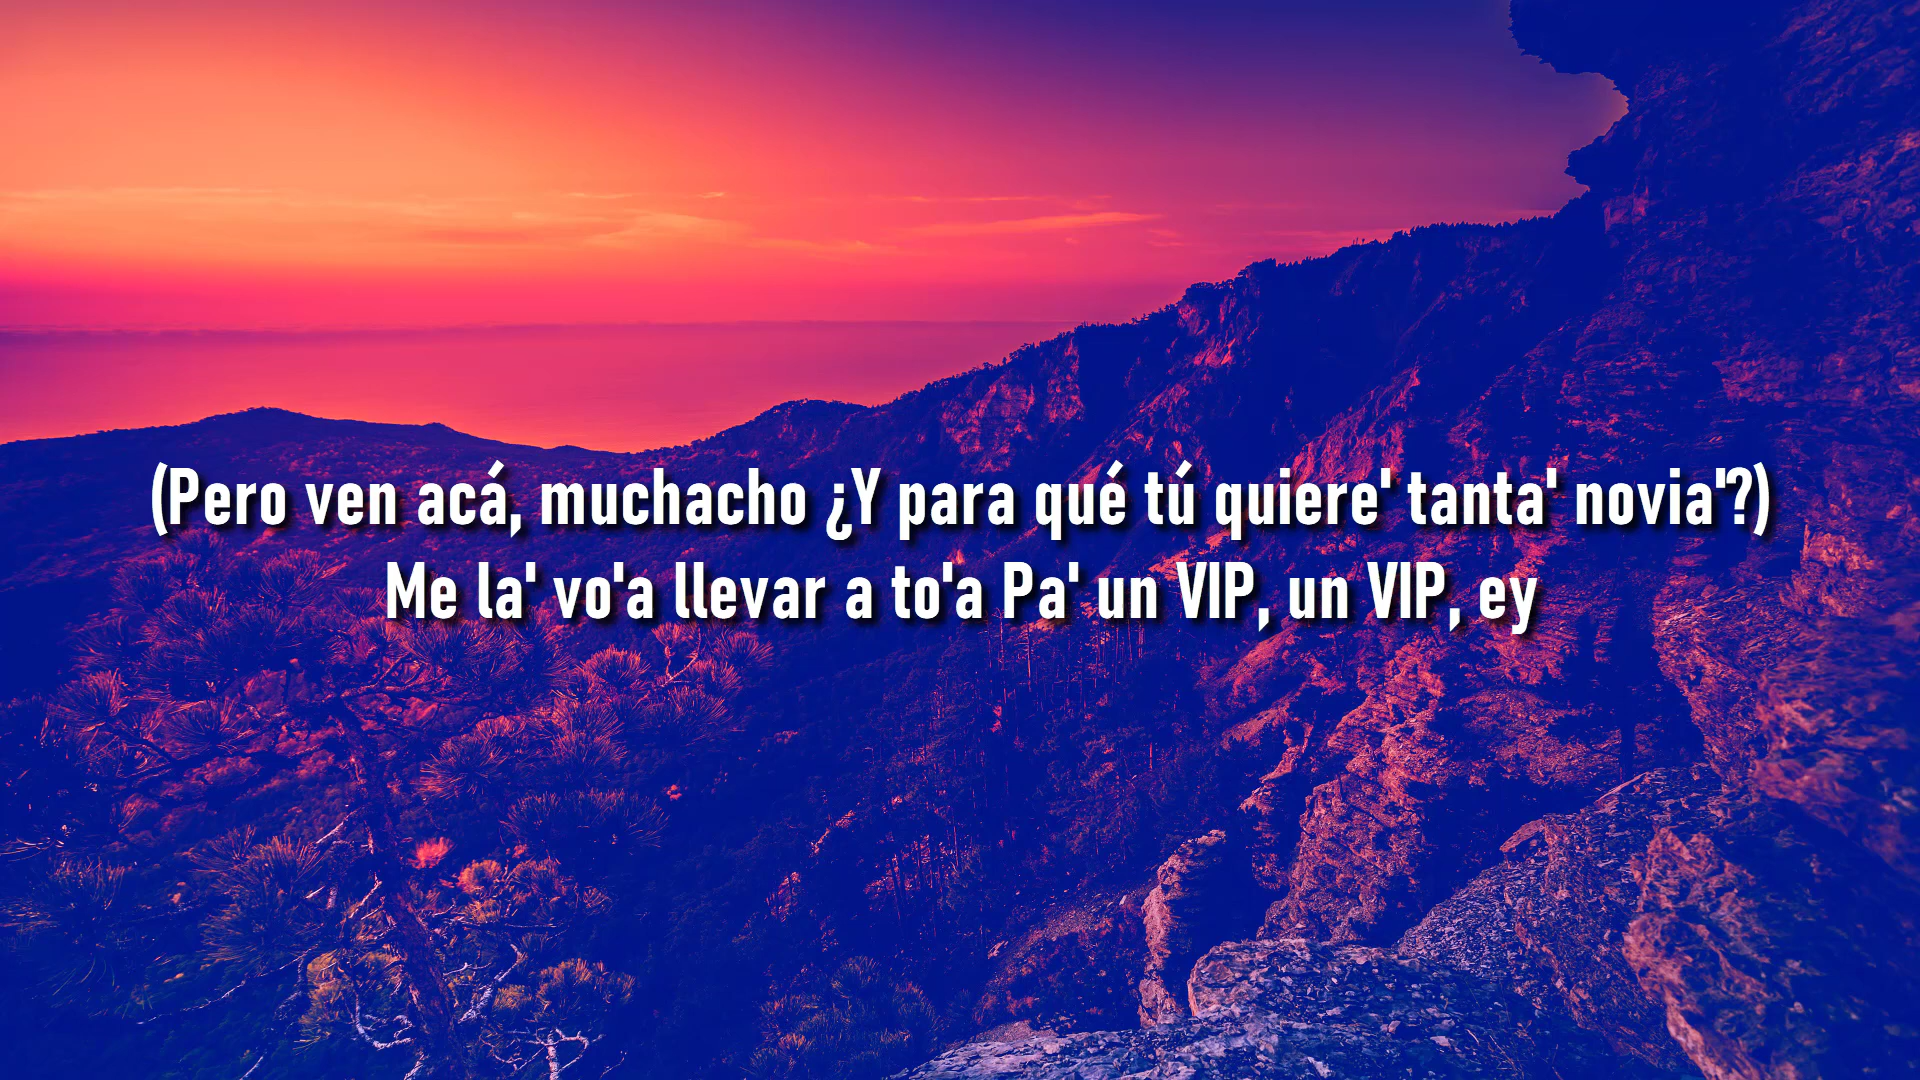 (Pero ven acá, muchacho ¿Y para qué tú quiere' tanta' novia'?)
Me la' vo'a llevar a to'a Pa' un VIP, un VIP, ey